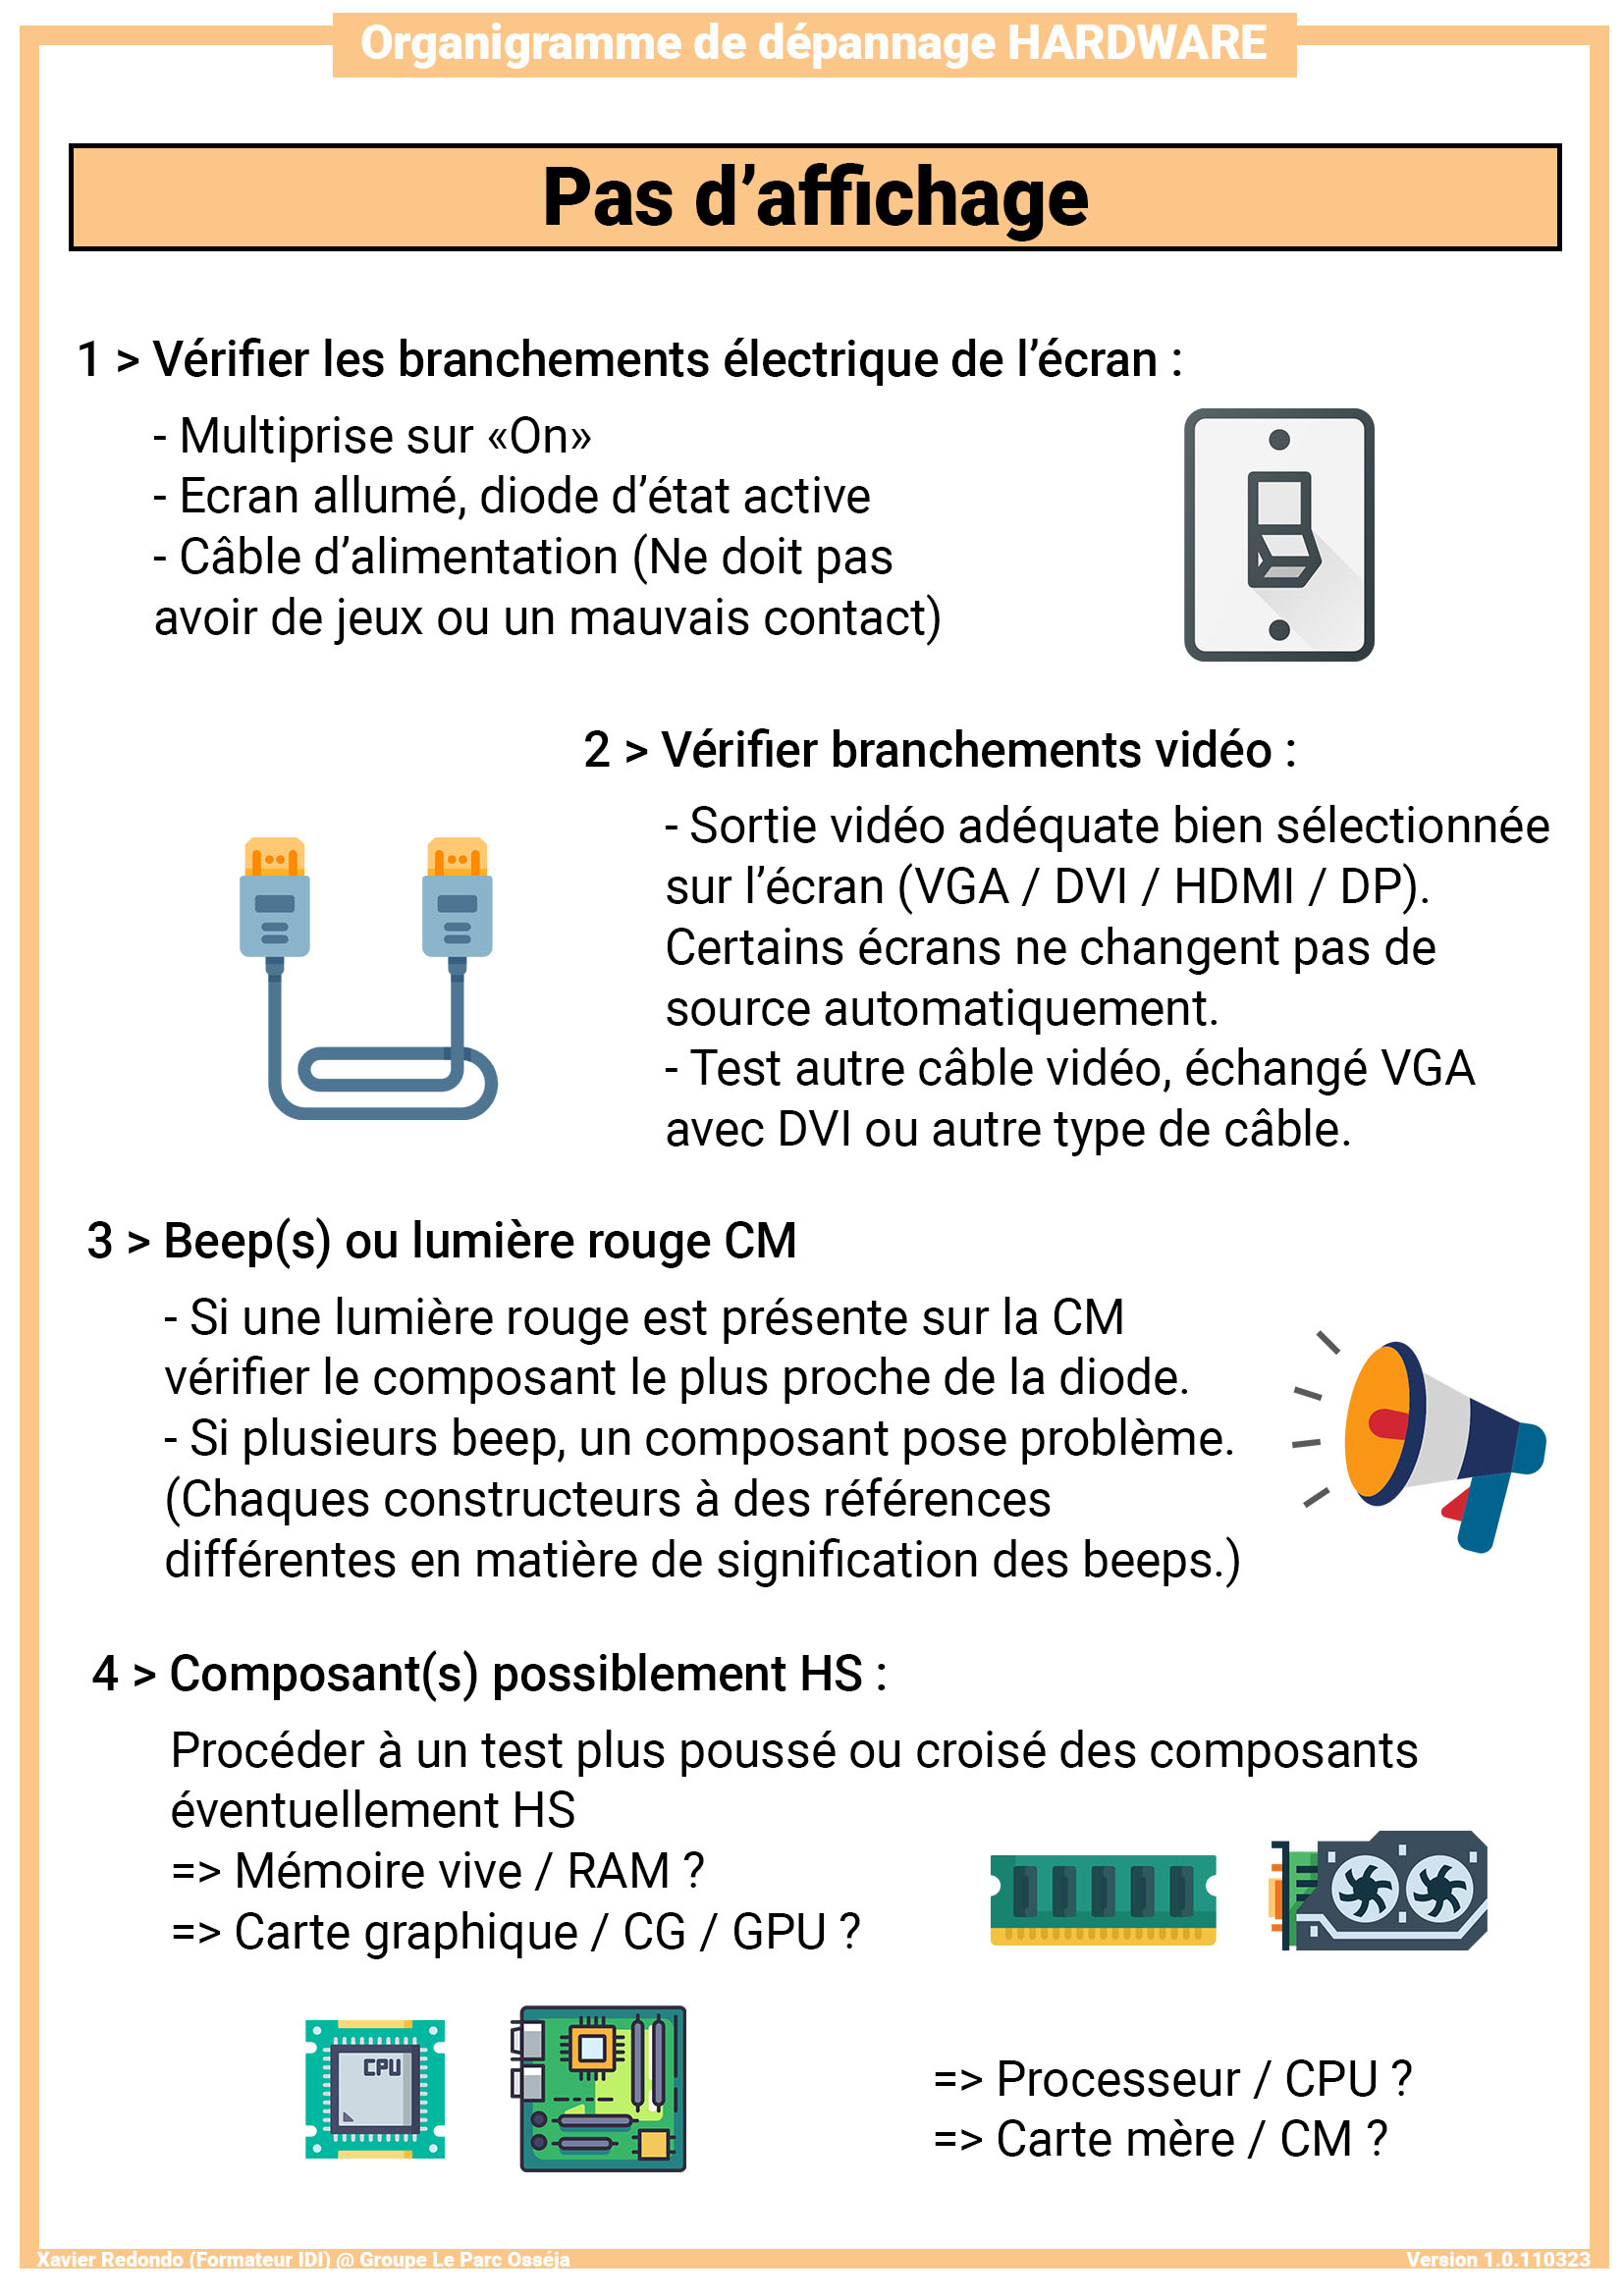 Organigramme de dépannage HARDWARE
Pas d’affichage
1 > Vérifier les branchements électrique de l’écran :
- Multiprise sur «On»
- Ecran allumé, diode d’état active
- Câble d’alimentation (Ne doit pas
avoir de jeux ou un mauvais contact)
2 > Vérifier branchements vidéo :
- Sortie vidéo adéquate bien sélectionnée
sur l’écran (VGA / DVI / HDMI / DP).
Certains écrans ne changent pas de
source automatiquement.
- Test autre câble vidéo, échangé VGA
avec DVI ou autre type de câble.
3 > Beep(s) ou lumière rouge CM
- Si une lumière rouge est présente sur la CM
vérifier le composant le plus proche de la diode.
- Si plusieurs beep, un composant pose problème.
(Chaques constructeurs à des références
différentes en matière de signification des beeps.)
4 > Composant(s) possiblement HS :
Procéder à un test plus poussé ou croisé des composants
éventuellement HS
=> Mémoire vive / RAM ?
=> Carte graphique / CG / GPU ?
CPU
=> Processeur / CPU ?
=> Carte mère / CM ?
Xavier Redondo (Formateur IDI) @ Groupe Le Parc Osséja
Version 1.0.110323